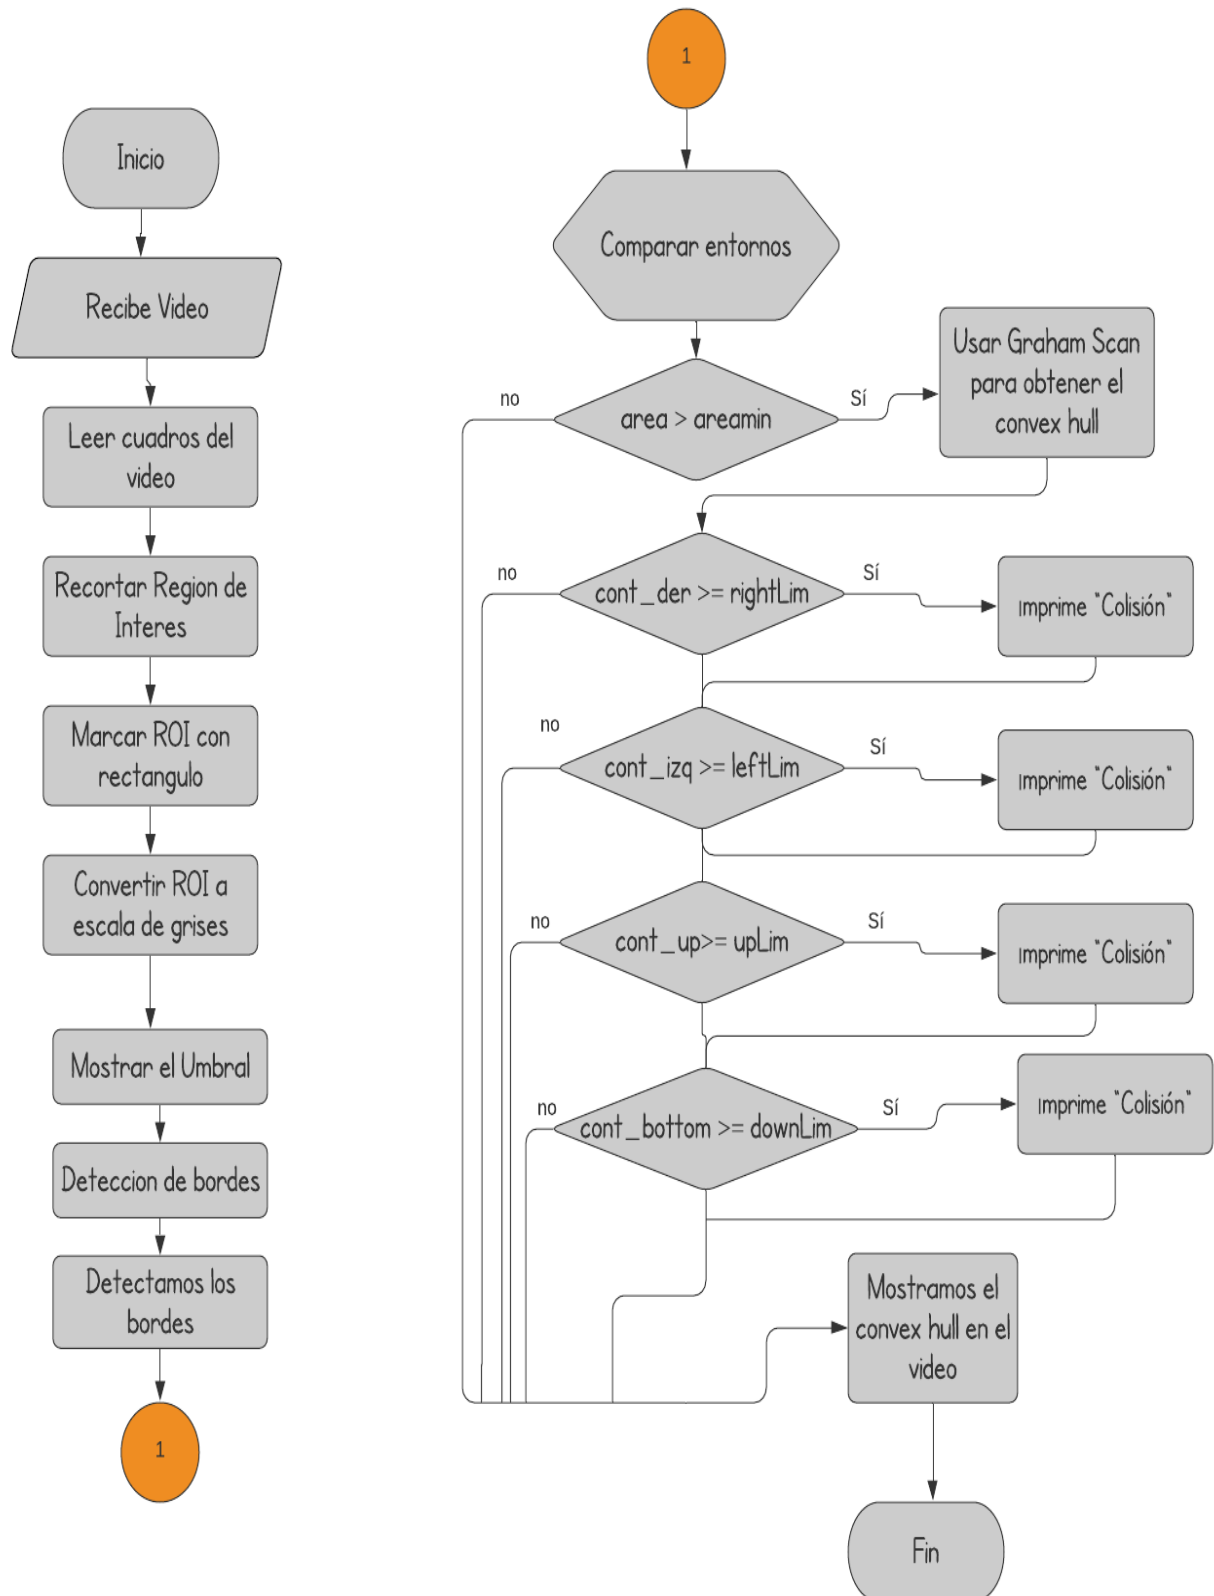 Inicio
Recibe Video
Leer cuadros del
video
Recortar Region de
Interes
Marcar ROI con
rectangulo
Convertir ROI a
escala de grises
Mostrar el Umbral
Deteccion de bordes
Detectamos los
bordes
1
1
Comparar entornos
area > areamin
no
Sí
Usar Graham Scan
para obtener el
convex hull
cont_der >= rightLim
no
Sí
Imprime "Colisión"
cont_izq >= leftLim
no
Sí
Imprime "Colisión"
cont_up>= upLim
no
Sí
Imprime "Colisión"
cont_bottom >= downLim
no
Sí
Imprime "Colisión"
Mostramos el
convex hull en el
video
Fin